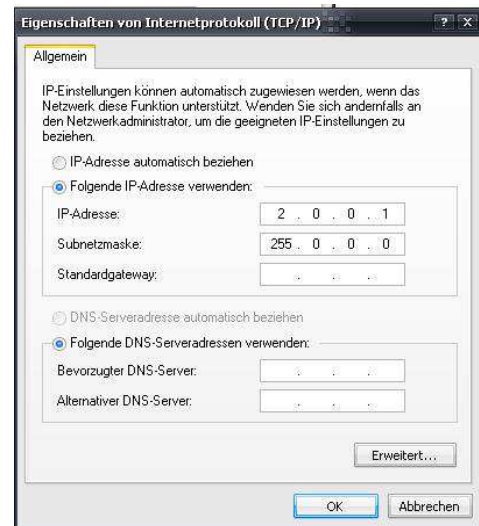 Eigenschaften von Internetprotokoll (TCP/IP)
Allgemein
IP-Einstellungen können automatisch zugewiesen werden, wenn das
Netzwerk diese Funktion unterstützt. Wenden Sie sich andernfalls an
den Netzwerkadministrator, um die geeigneten IP-Einstellungen zu
beziehen.
IP-Adresse automatisch beziehen
Folgende IP-Adresse verwenden:
IP-Adresse: 2 . 0 . 0 . 1
Subnetzmaske: 255 . 0 . 0 . 0
Standardgateway: . . .
DNS-Serveradresse automatisch beziehen
Folgende DNS-Serveradressen verwenden:
Bevorzugter DNS-Server: . . .
Alternativer DNS-Server: . . .
Erweitert...
OK Abbrechen